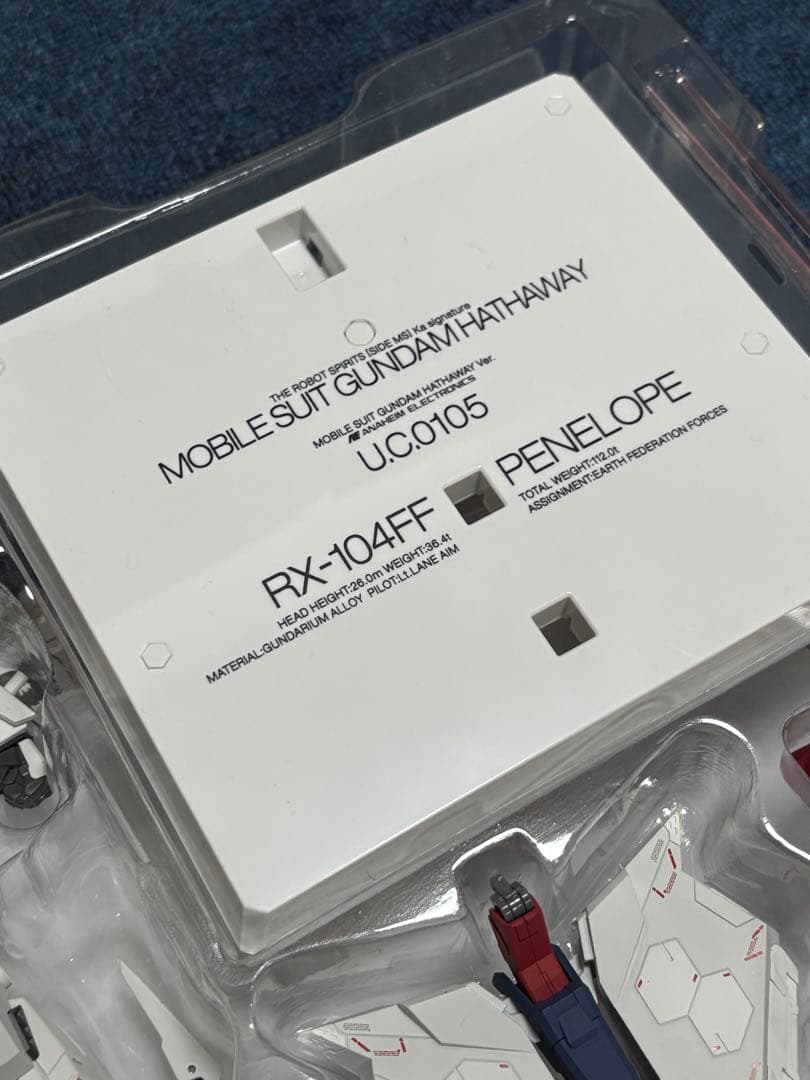 THE ROBOT SPIRITS [SIDE MS] Ka signature
MOBILE SUIT GUNDAM HATHAWAY
MOBILE SUIT GUNDAM HATHAWAY Ver.
AE ANAHEIM ELECTRONICS
U.C.0105
RX-104FF PENELOPE
HEAD HEIGHT:26.0m WEIGHT:36.4t TOTAL WEIGHT:112.0t
MATERIAL:GUNDARIUM ALLOY PILOT:Lt.LANE AIM ASSIGNMENT:EARTH FEDERATION FORCES